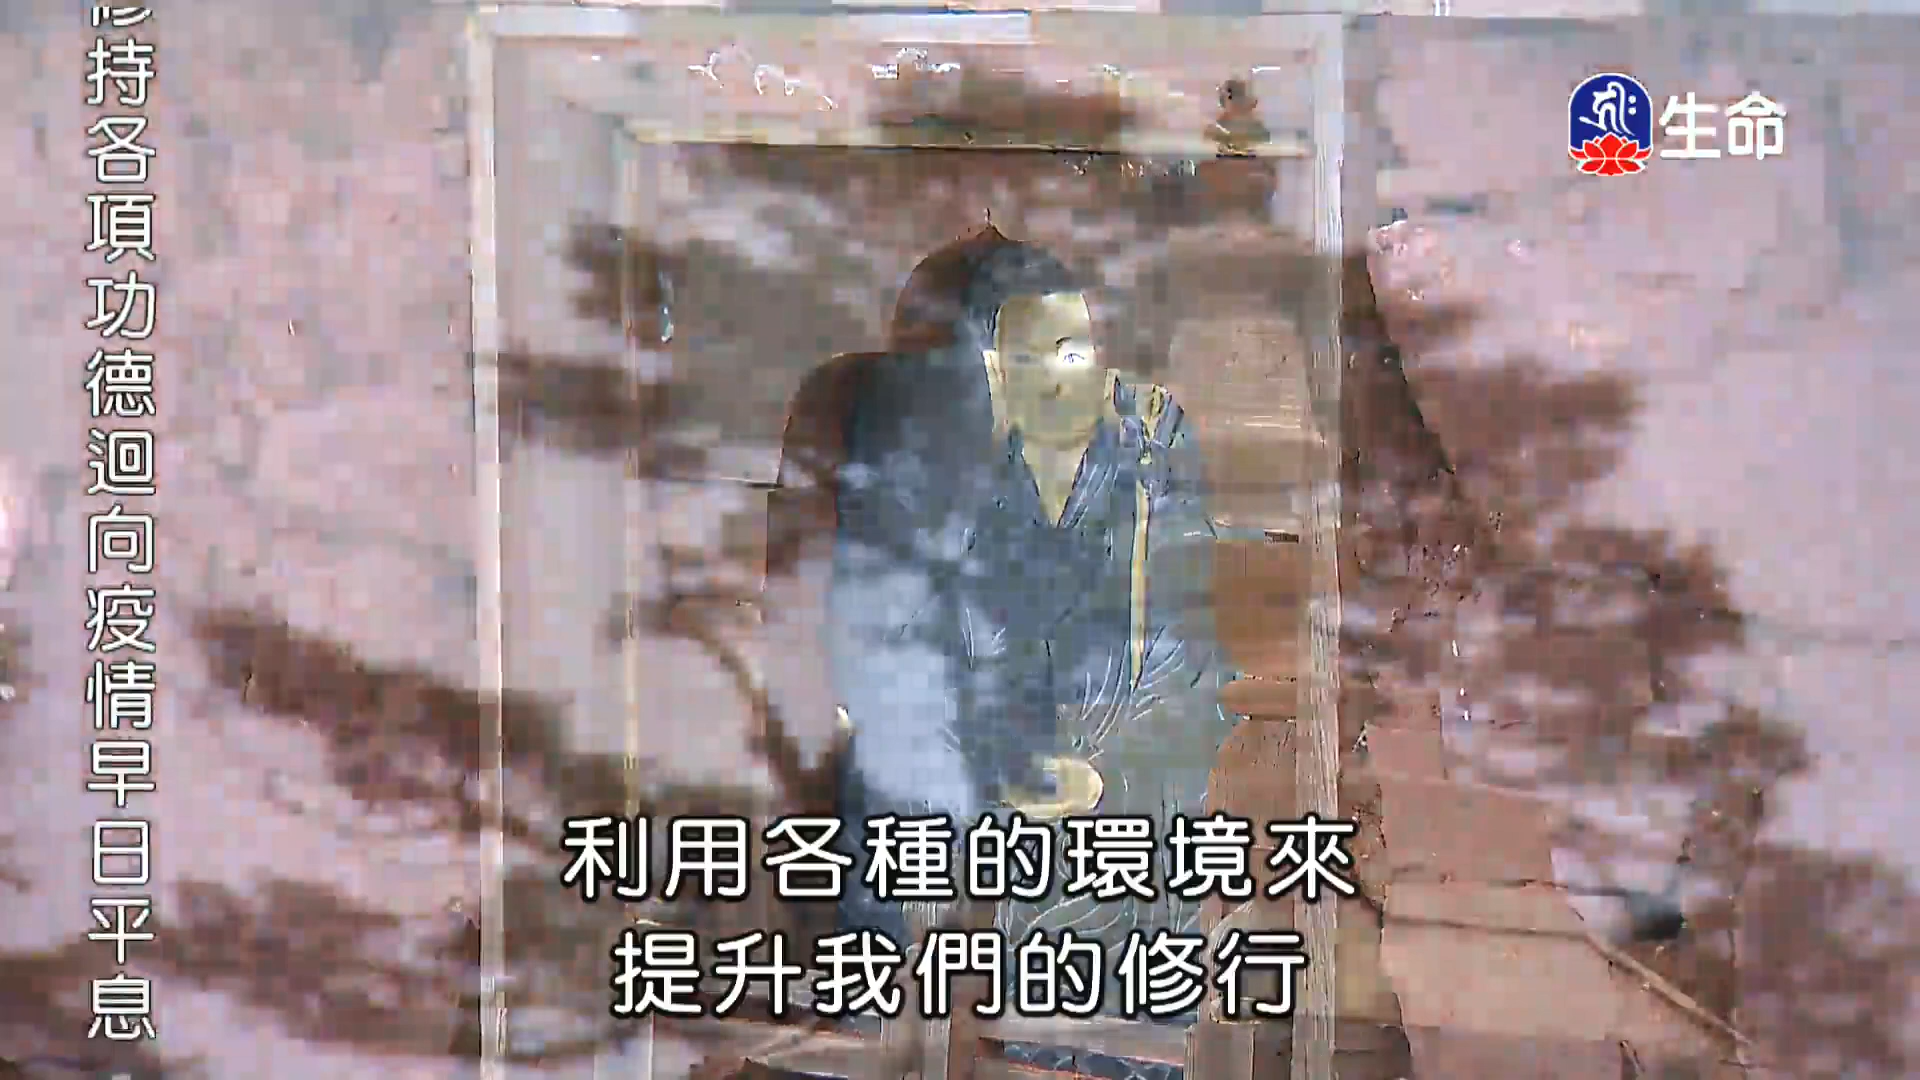 修持各項功德迴向疫情早日平息
生命
利用各種的環境來
提升我們的修行